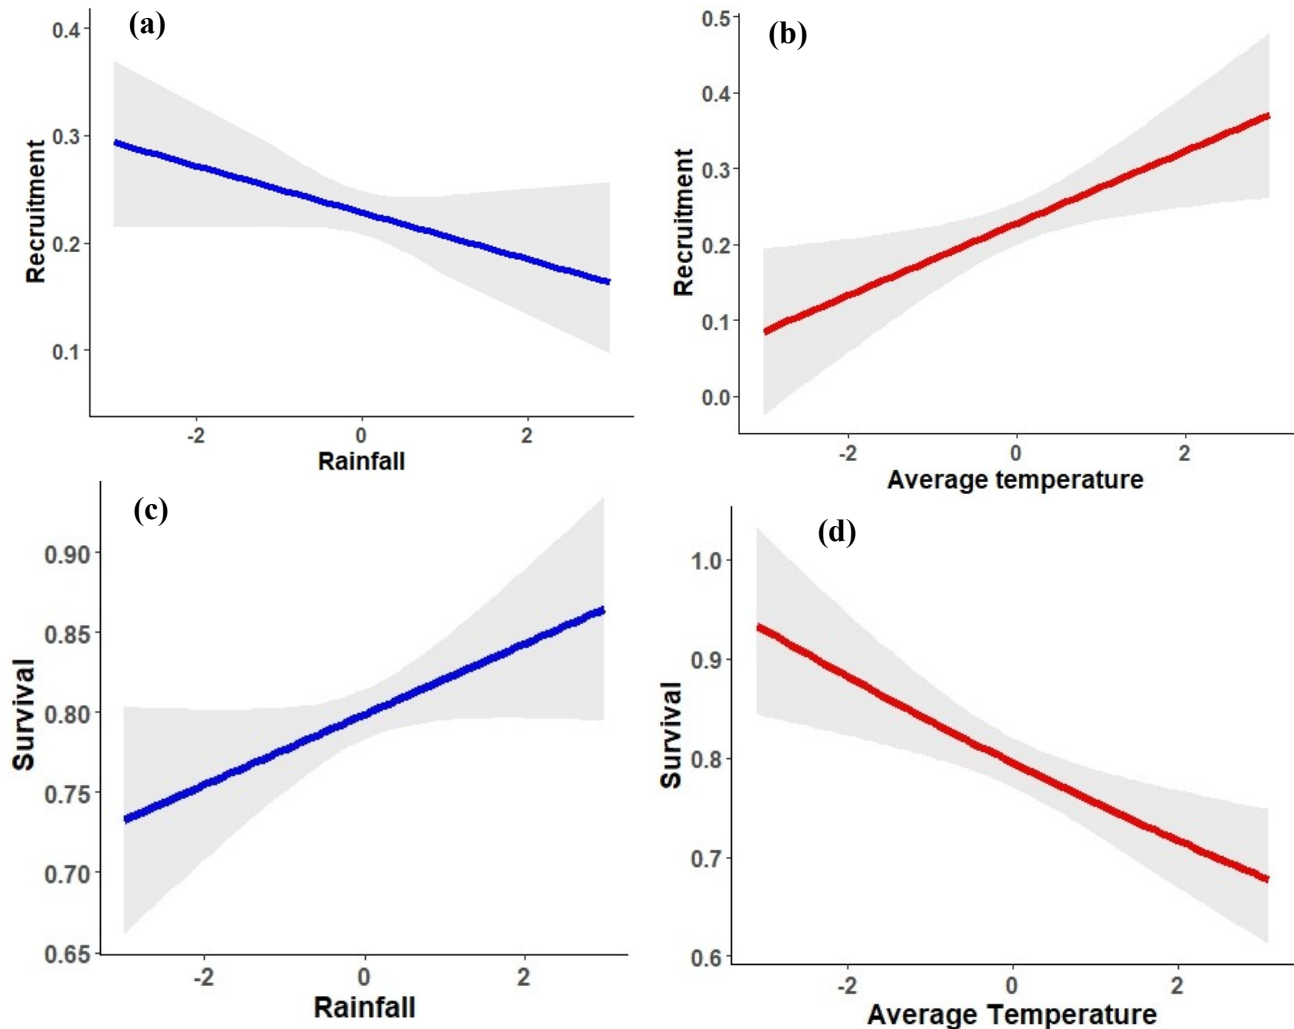 (a)
0.4
0.3
0.2
0.1
Recruitment
-2 0 2
Rainfall
(b)
0.5
0.4
0.3
0.2
0.1
0.0
Recruitment
-2 0 2
Average temperature
(c)
0.90
0.85
0.80
0.75
0.70
0.65
Survival
-2 0 2
Rainfall
(d)
1.0
0.9
0.8
0.7
0.6
Survival
-2 0 2
Average Temperature